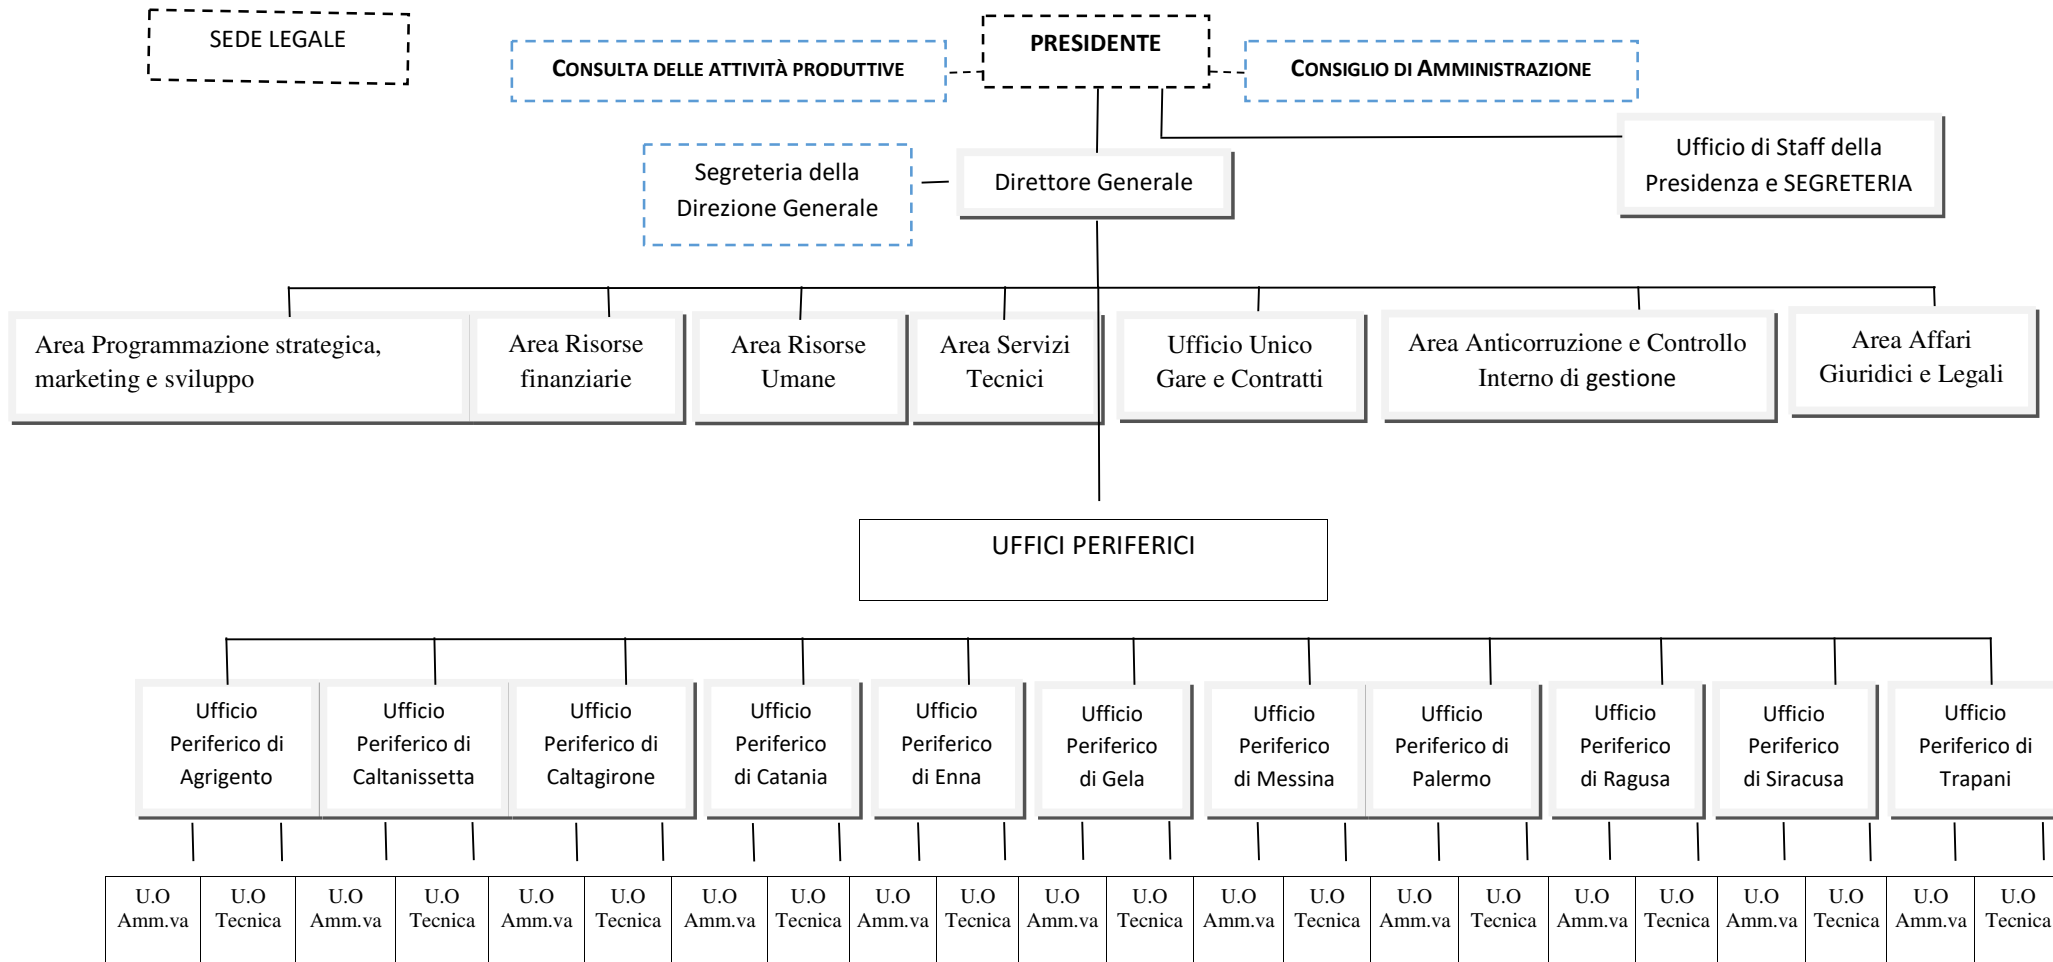 SEDE LEGALE
PRESIDENTE
CONSULTA DELLE ATTIVITÀ PRODUTTIVE
CONSIGLIO DI AMMINISTRAZIONE
Segreteria della
Direzione Generale
Direttore Generale
Ufficio di Staff della
Presidenza e SEGRETERIA
Area Programmazione strategica,
marketing e sviluppo
Area Risorse
finanziarie
Area Risorse
Umane
Area Servizi
Tecnici
Ufficio Unico
Gare e Contratti
Area Anticorruzione e Controllo
Interno di gestione
Area Affari
Giuridici e Legali
UFFICI PERIFERICI
Ufficio
Periferico di
Agrigento
Ufficio
Periferico di
Caltanissetta
Ufficio
Periferico di
Caltagirone
Ufficio
Periferico
di Catania
Ufficio
Periferico
di Enna
Ufficio
Periferico
di Gela
Ufficio
Periferico
di Messina
Ufficio
Periferico di
Palermo
Ufficio
Periferico
di Ragusa
Ufficio
Periferico
di Siracusa
Ufficio
Periferico di
Trapani
U.O
Amm.va
U.O
Tecnica
U.O
Amm.va
U.O
Tecnica
U.O
Amm.va
U.O
Tecnica
U.O
Amm.va
U.O
Tecnica
U.O
Amm.va
U.O
Tecnica
U.O
Amm.va
U.O
Tecnica
U.O
Amm.va
U.O
Tecnica
U.O
Amm.va
U.O
Tecnica
U.O
Amm.va
U.O
Tecnica
U.O
Amm.va
U.O
Tecnica
U.O
Amm.va
U.O
Tecnica